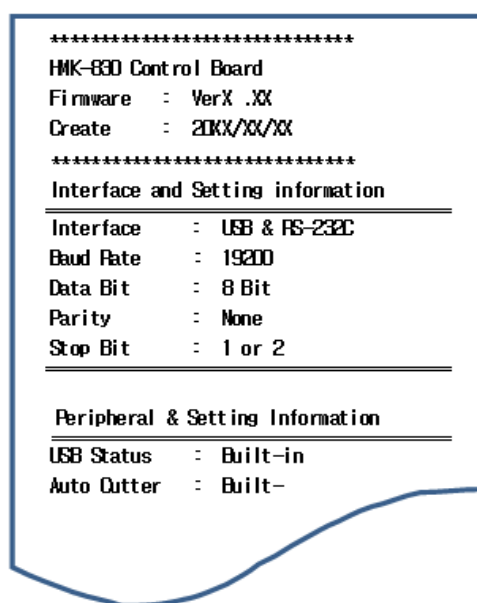 ******************************
HMK-830 Control Board
Firmware : VerX .XX
Create : 20XX/XX/XX
******************************
Interface and Setting information
Interface : USB & RS-232C
Baud Rate : 19200
Data Bit : 8 Bit
Parity : None
Stop Bit : 1 or 2
Peripheral & Setting Information
USB Status : Built-in
Auto Cutter : Built-